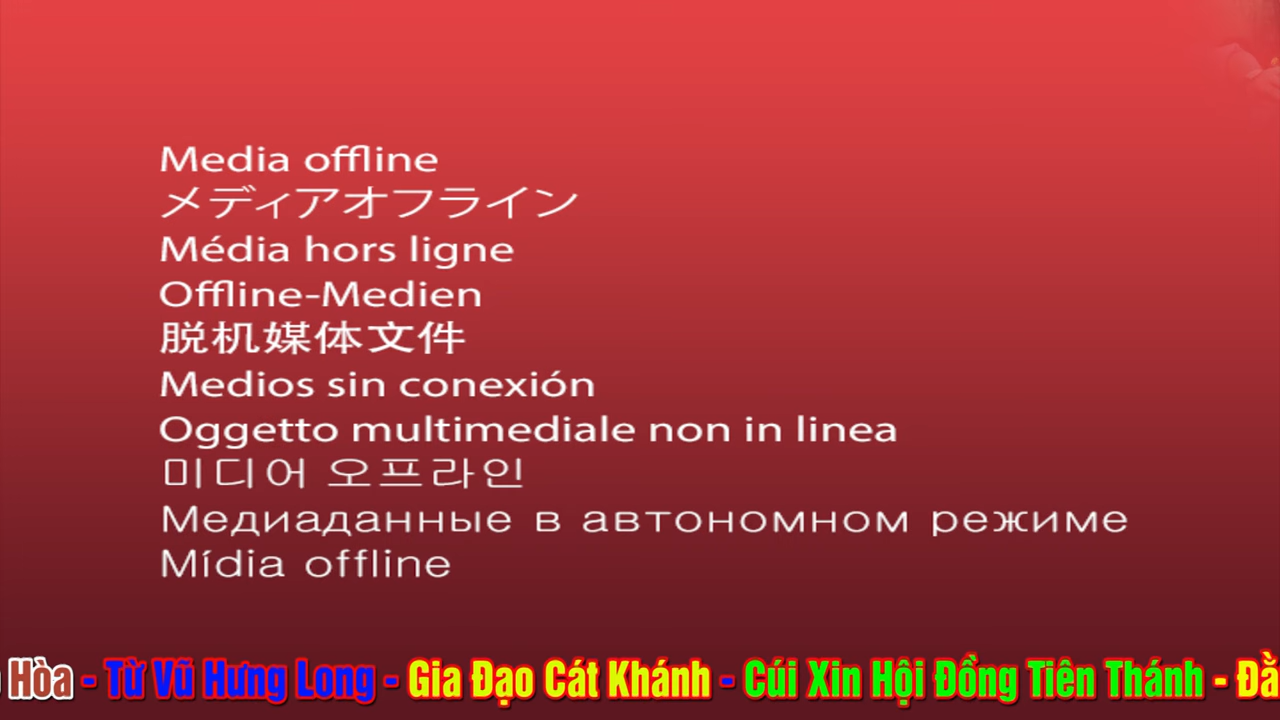 Media offline
メディアオフライン
Média hors ligne
Offline-Medien
脱机媒体文件
Medios sin conexión
Oggetto multimediale non in linea
미디어 오프라인
Медиаданные в автономном режиме
Mídia offline
Hòa - Từ Vũ Hưng Long - Gia Đạo Cát Khánh - Cúi Xin Hội Đồng Tiên Thánh -